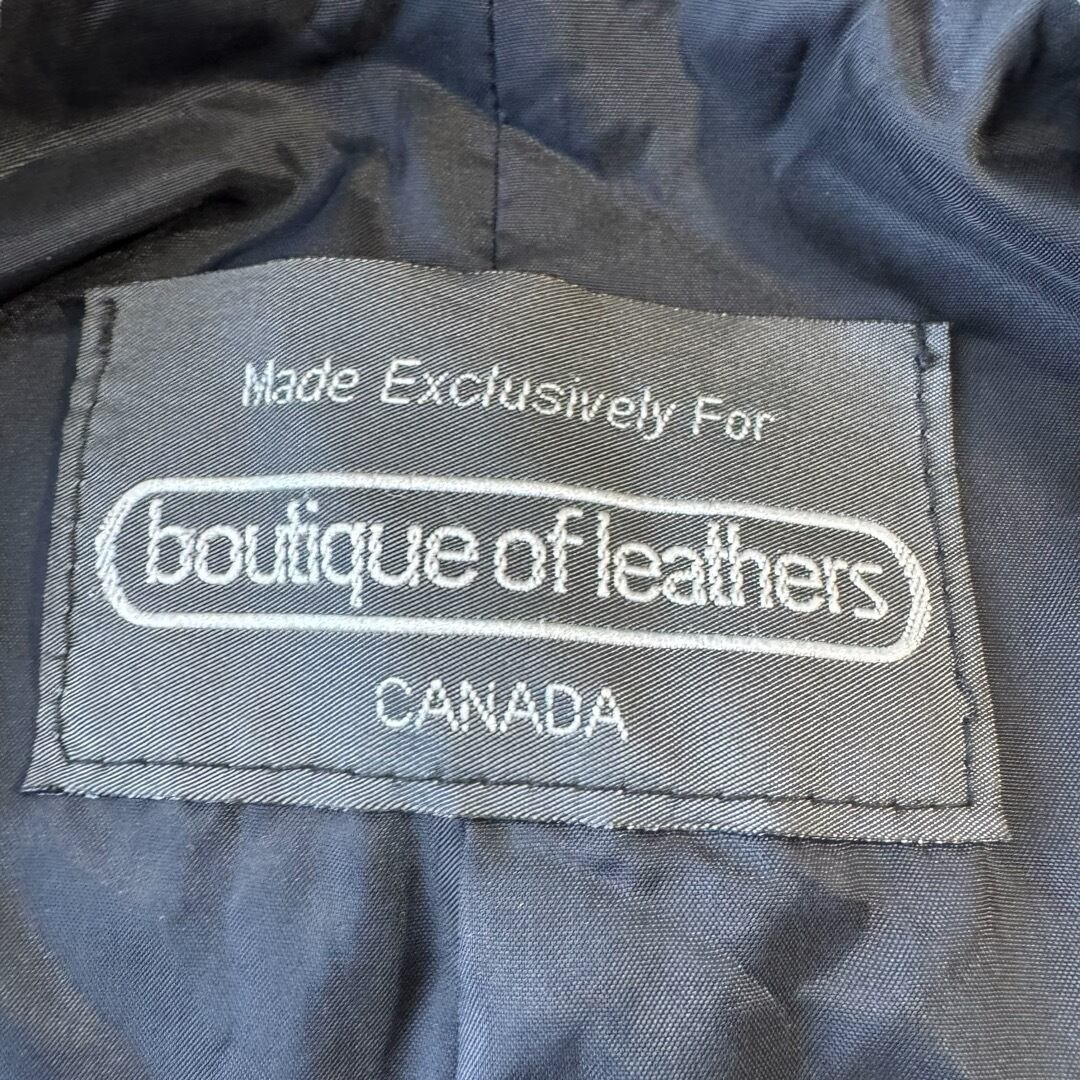 Made Exclusively For
boutique of leathers
CANADA